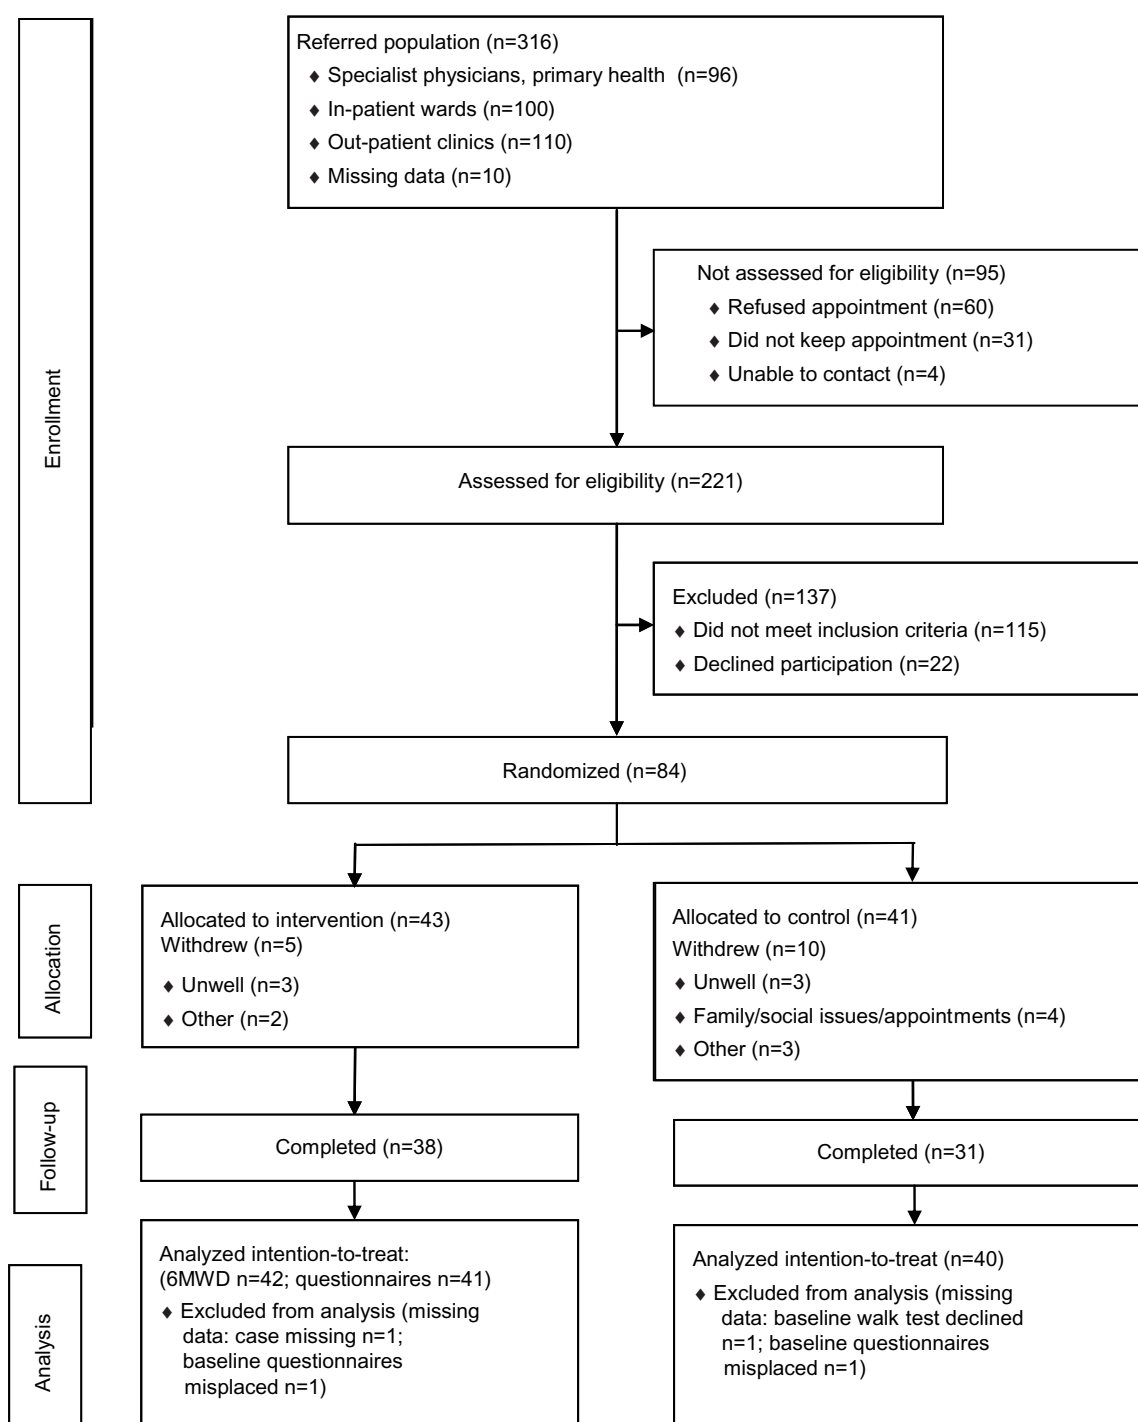 Referred population (n=316)
♦ Specialist physicians, primary health (n=96)
♦ In-patient wards (n=100)
♦ Out-patient clinics (n=110)
♦ Missing data (n=10)
Not assessed for eligibility (n=95)
♦ Refused appointment (n=60)
♦ Did not keep appointment (n=31)
♦ Unable to contact (n=4)
Enrollment
Assessed for eligibility (n=221)
Excluded (n=137)
♦ Did not meet inclusion criteria (n=115)
♦ Declined participation (n=22)
Randomized (n=84)
Allocation
Allocated to intervention (n=43)
Withdrew (n=5)
♦ Unwell (n=3)
♦ Other (n=2)
Allocated to control (n=41)
Withdrew (n=10)
♦ Unwell (n=3)
♦ Family/social issues/appointments (n=4)
♦ Other (n=3)
Follow-up
Completed (n=38)
Completed (n=31)
Analysis
Analyzed intention-to-treat:
(6MWD n=42; questionnaires n=41)
♦ Excluded from analysis (missing
data: case missing n=1;
baseline questionnaires
misplaced n=1)
Analyzed intention-to-treat (n=40)
♦ Excluded from analysis (missing
data: baseline walk test declined
n=1; baseline questionnaires
misplaced n=1)